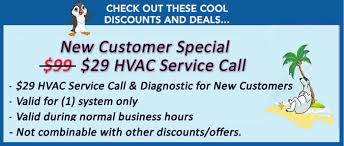 CHECK OUT THESE COOL
DISCOUNTS AND DEALS...
New Customer Special
$99 $29 HVAC Service Call
- $29 HVAC Service Call & Diagnostic for New Customers
- Valid for (1) system only
- Valid during normal business hours
- Not combinable with other discounts/offers.